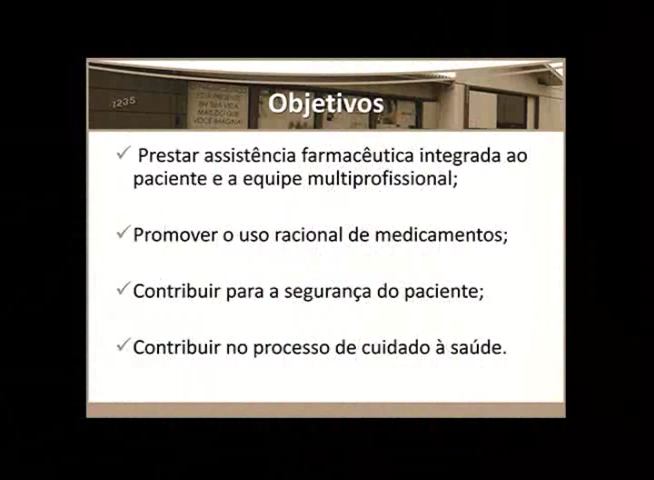 1235
Objetivos
✓ Prestar assistência farmacêutica integrada ao
paciente e a equipe multiprofissional;
✓ Promover o uso racional de medicamentos;
✓ Contribuir para a segurança do paciente;
✓ Contribuir no processo de cuidado à saúde.